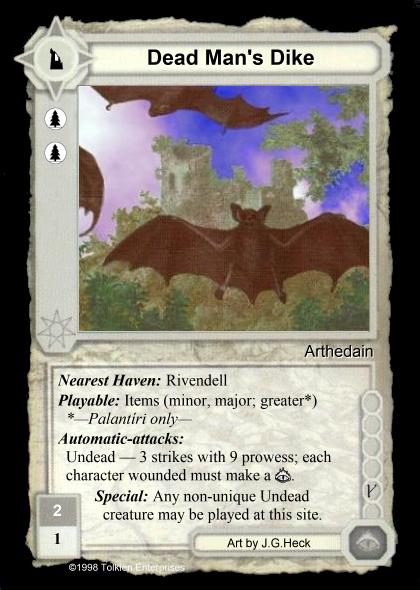 Dead Man's Dike
Arthedain
Nearest Haven: Rivendell
Playable: Items (minor, major; greater*)
*—Palantíri only—
Automatic-attacks:
Undead — 3 strikes with 9 prowess; each
character wounded must make a
Special: Any non-unique Undead
creature may be played at this site.
2
1
Art by J.G.Heck
©1998 Tolkien Enterprises